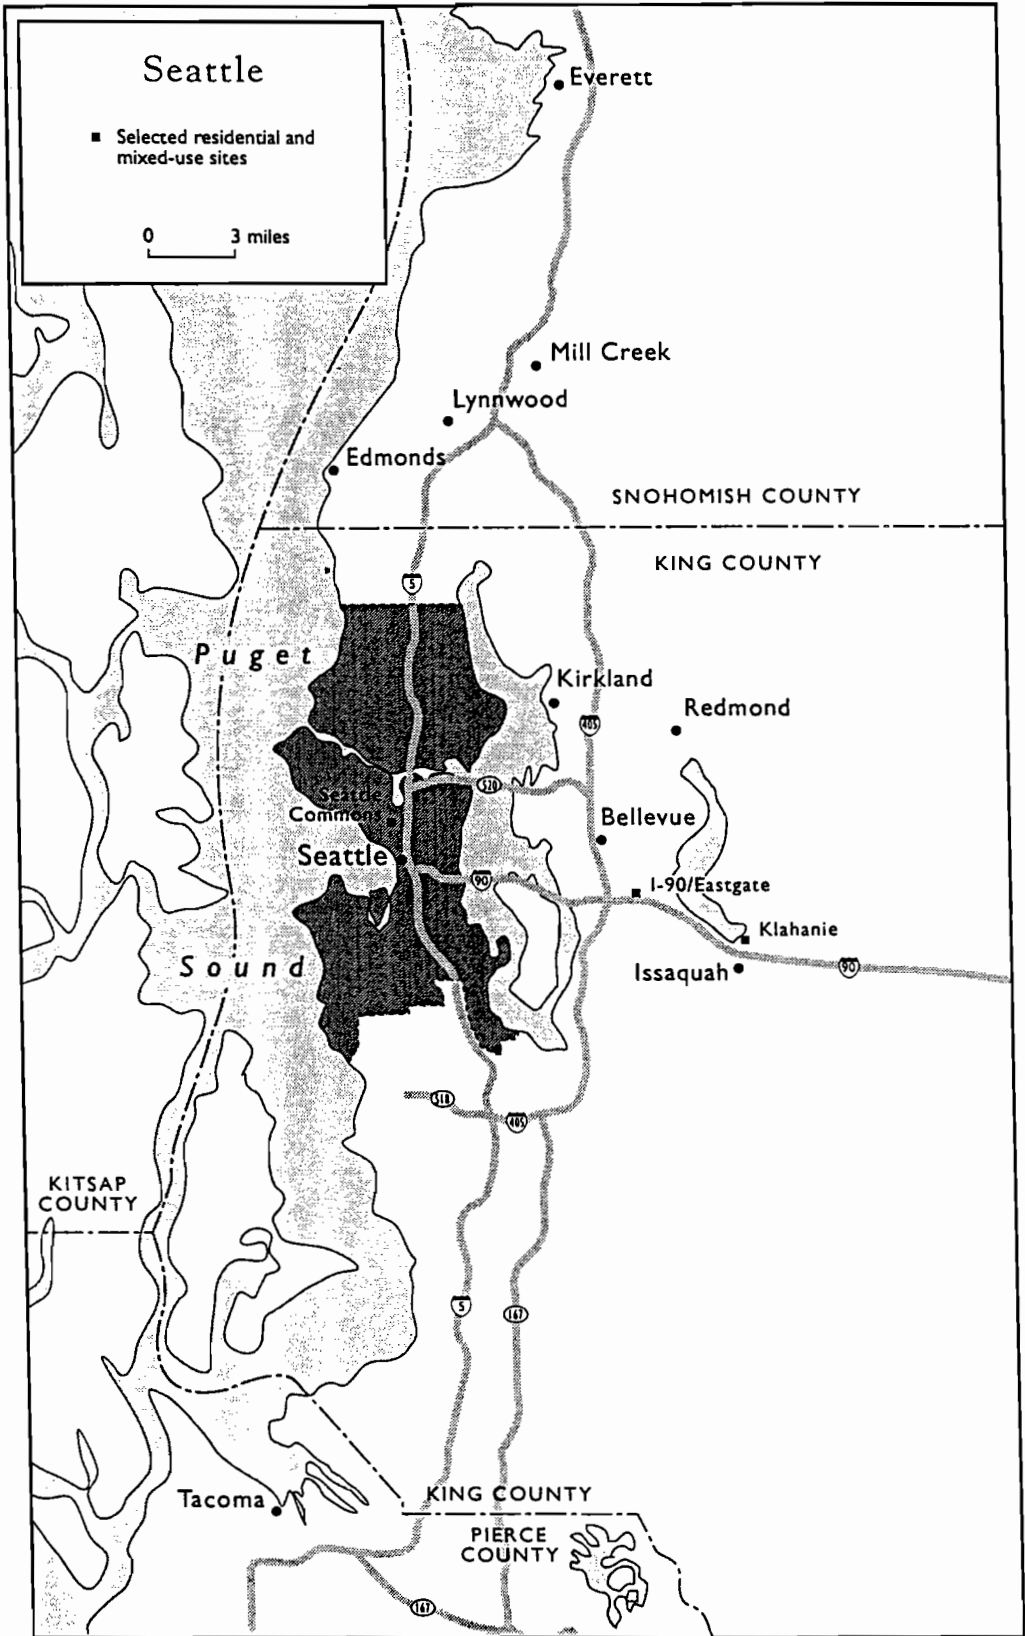 Seattle
Selected residential and
mixed-use sites
0 3 miles
Everett
Mill Creek
Lynnwood
Edmonds
SNOHOMISH COUNTY
KING COUNTY
5
Puget
Kirkland
Redmond
405
520
Seattle
Commons
Bellevue
Seattle
90
I-90/Eastgate
Klahanie
Sound
Issaquah
90
518
405
KITSAP
COUNTY
5
167
Tacoma
KING COUNTY
PIERCE
COUNTY
167